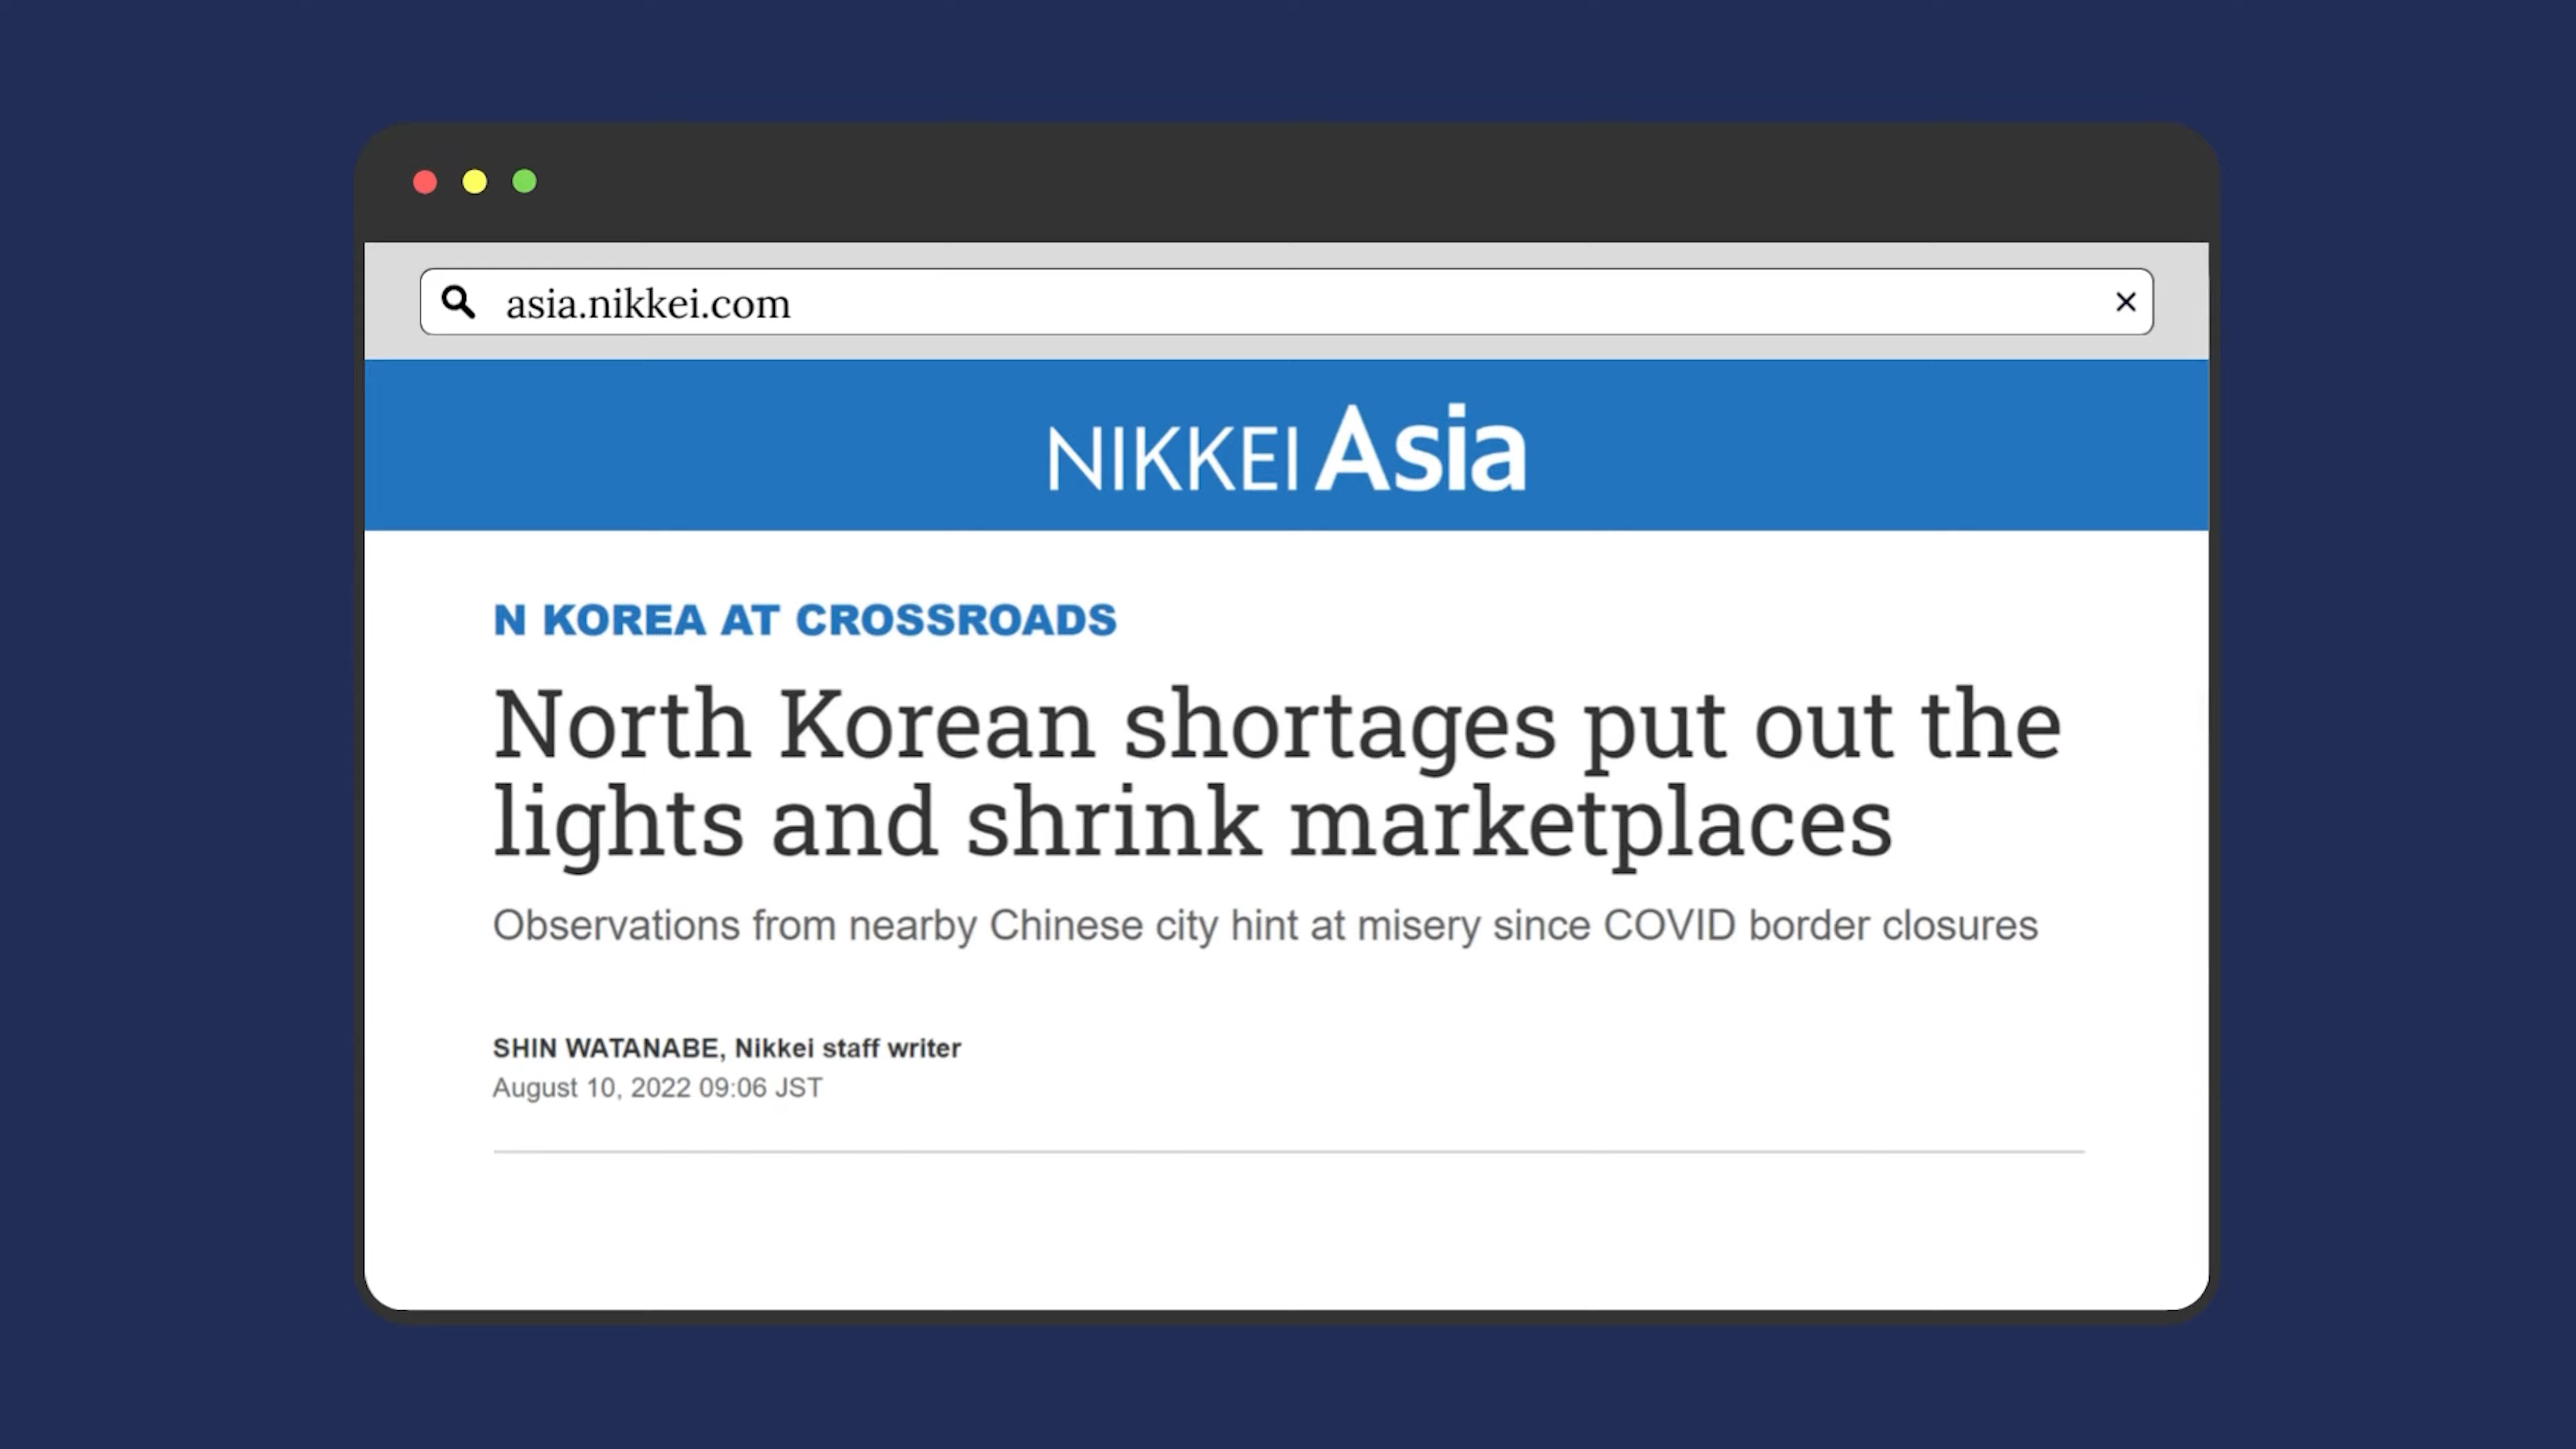 asia.nikkei.com
NIKKEI Asia
N KOREA AT CROSSROADS
North Korean shortages put out the
lights and shrink marketplaces
Observations from nearby Chinese city hint at misery since COVID border closures
SHIN WATANABE, Nikkei staff writer
August 10, 2022 09:06 JST